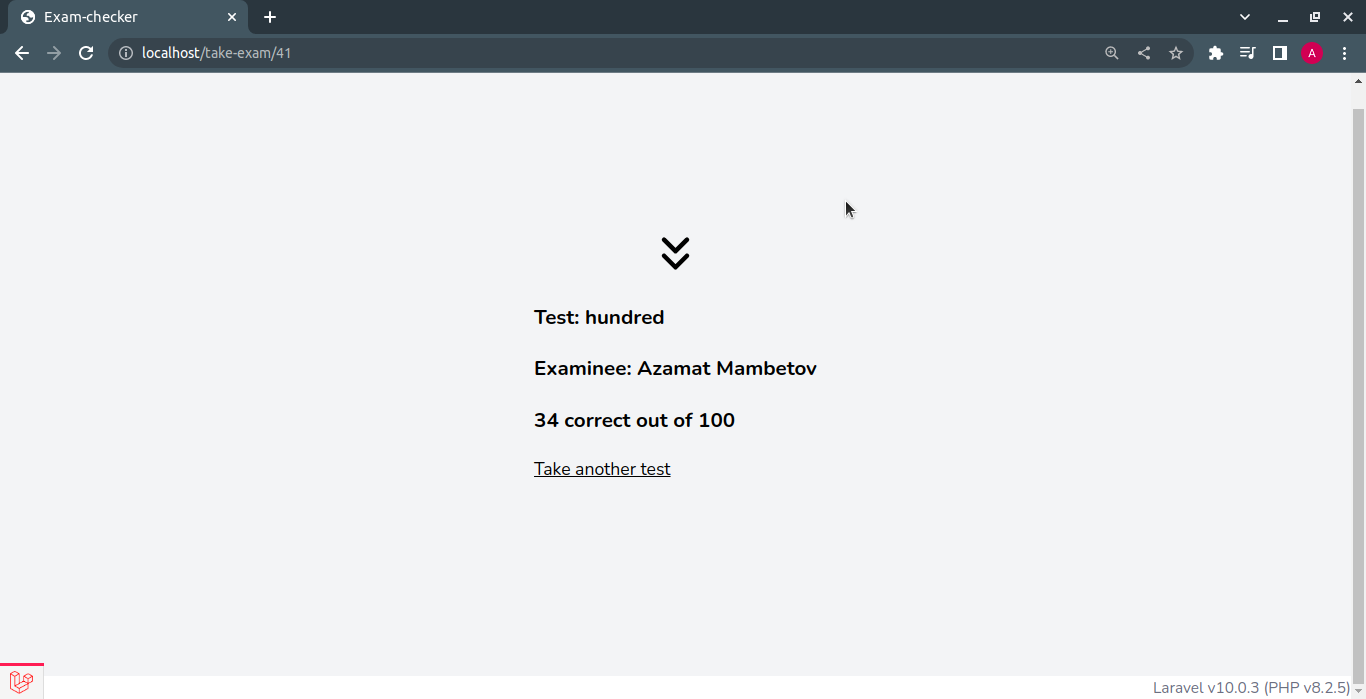 Exam-checker
localhost/take-exam/41
A
Test: hundred
Examinee: Azamat Mambetov
34 correct out of 100
Take another test
Laravel v10.0.3 (PHP v8.2.5)